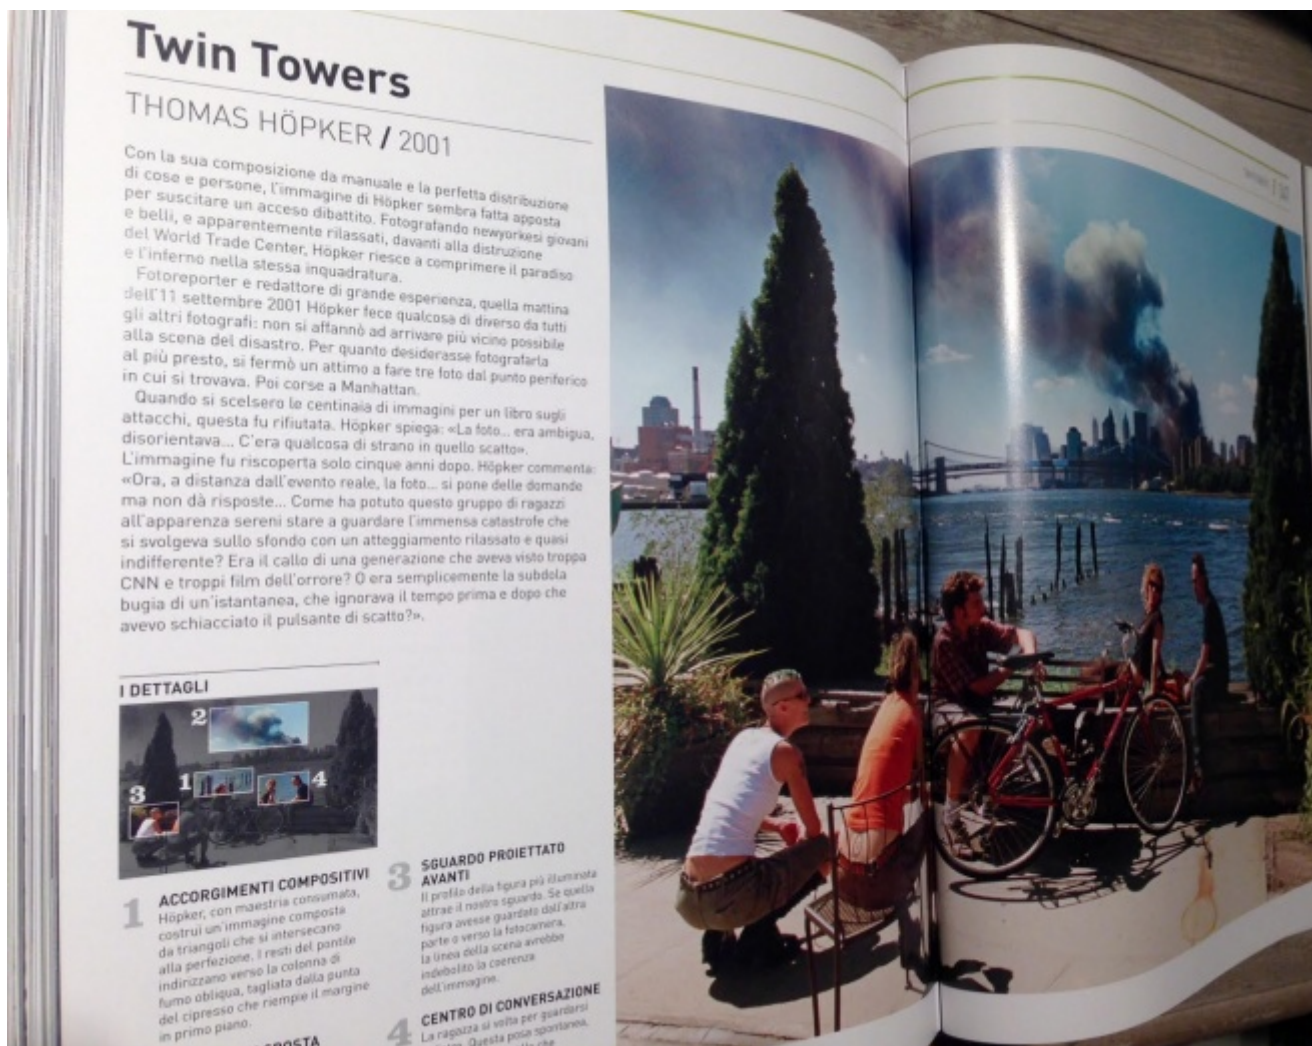 Twin Towers
THOMAS HÖPKER / 2001
Con la sua composizione da manuale e la perfetta distribuzione
di cose e persone, l'immagine di Höpker sembra fatta apposta
per suscitare un acceso dibattito. Fotografando newyorkesi giovani
e belli, e apparentemente rilassati, davanti alla distruzione
del World Trade Center, Höpker riesce a comprimere il paradiso
e l'inferno nella stessa inquadratura.
Fotoreporter e redattore di grande esperienza, quella mattina
dell'11 settembre 2001 Höpker fece qualcosa di diverso da tutti
gli altri fotografi: non si affannò ad arrivare più vicino possibile
alla scena del disastro. Per quanto desiderasse fotografarla
al più presto, si fermò un attimo a fare tre foto dal punto periferico
in cui si trovava. Poi corse a Manhattan.
Quando si scelsero le centinaia di immagini per un libro sugli
attacchi, questa fu rifiutata. Höpker spiega: «La foto... era ambigua,
disorientava... C'era qualcosa di strano in quello scatto».
L'immagine fu riscoperta solo cinque anni dopo. Höpker commenta:
«Ora, a distanza dall'evento reale, la foto... si pone delle domande
ma non dà risposte... Come ha potuto questo gruppo di ragazzi
all'apparenza sereni stare a guardare l'immensa catastrofe che
si svolgeva sullo sfondo con un atteggiamento rilassato e quasi
indifferente? Era il callo di una generazione che aveva visto troppa
CNN e troppi film dell'orrore? O era semplicemente la subdola
bugia di un'istantanea, che ignorava il tempo prima e dopo che
avevo schiacciato il pulsante di scatto?».
I DETTAGLI
2
1
4
3
1 ACCORGIMENTI COMPOSITIVI
Höpker, con maestria consumata,
costruì un'immagine composta
da triangoli che si intersecano
alla perfezione. I resti del pontile
indirizzano verso la colonna di
fumo obliqua, tagliata dalla punta
del cipresso che riempie il margine
in primo piano.
3 SGUARDO PROIETTATO
AVANTI
Il profilo della figura più illuminata
attrae il nostro sguardo. Se quella
figura avesse guardato dall'altra
parte o verso la fotocamera,
la linea della scena avrebbe
indebolito la coerenza
dell'immagine.
4 CENTRO DI CONVERSAZIONE
La ragazza si volta per guardarsi
Questa posa spontanea,
che